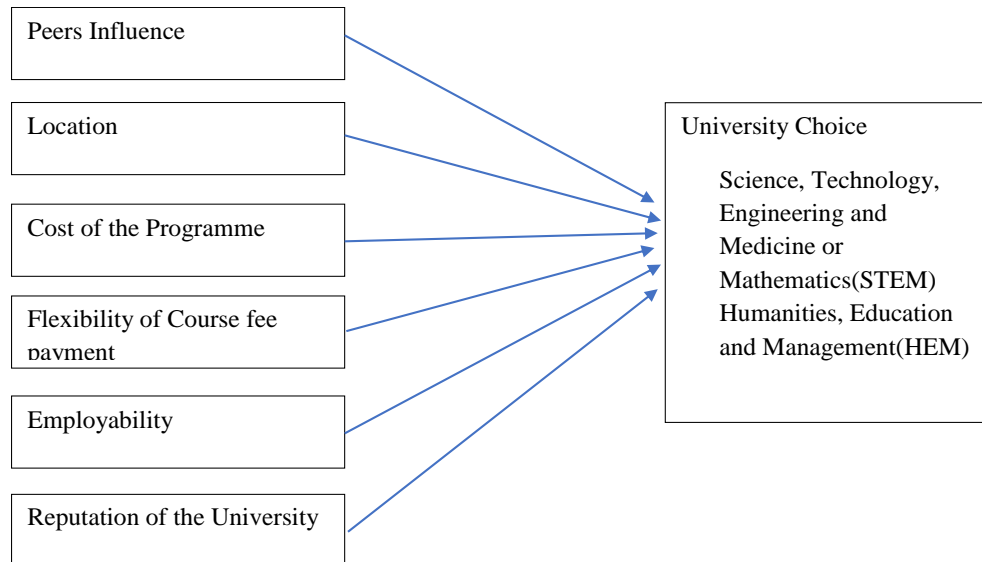 Peers Influence
Location
Cost of the Programme
Flexibility of Course fee
payment
Employability
Reputation of the University
University Choice
Science, Technology,
Engineering and
Medicine or
Mathematics(STEM)
Humanities, Education
and Management(HEM)